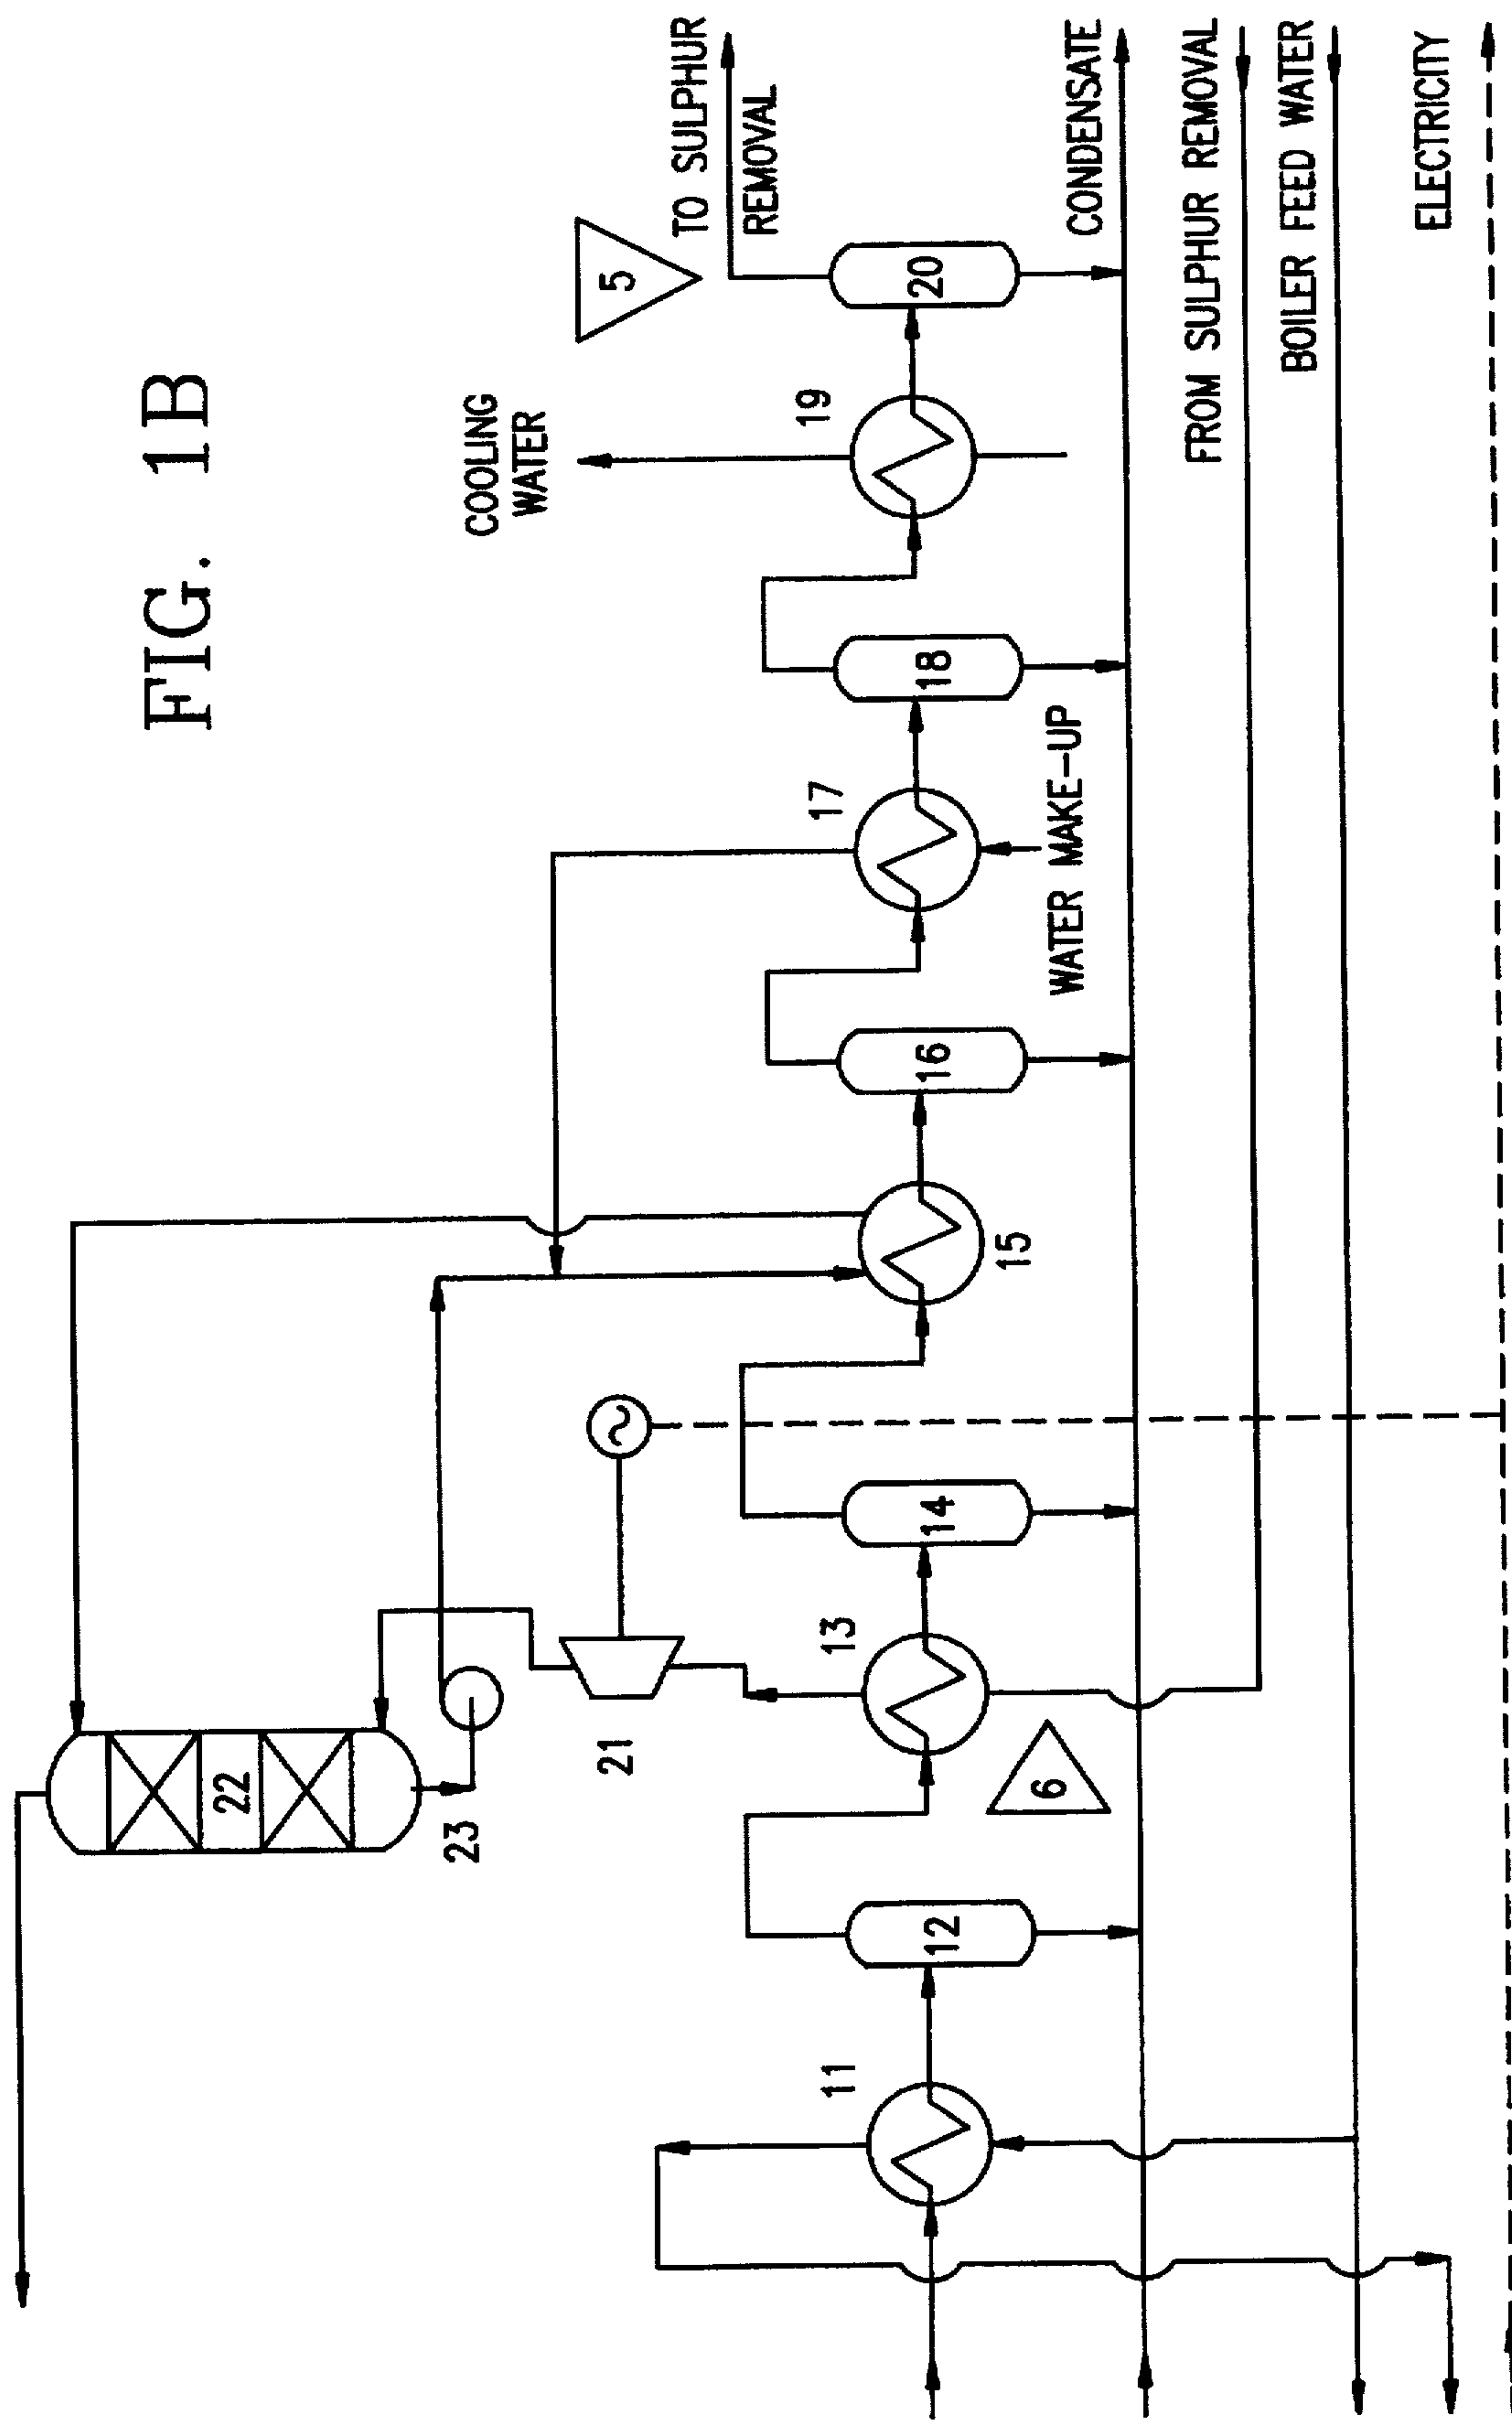 FIG. 1B
22
23
21
COOLING
WATER
5
TO SULPHUR
REMOVAL
11
12
13
14
15
16
17
18
19
20
6
WATER MAKE-UP
CONDENSATE
FROM SULPHUR REMOVAL
BOILER FEED WATER
ELECTRICITY